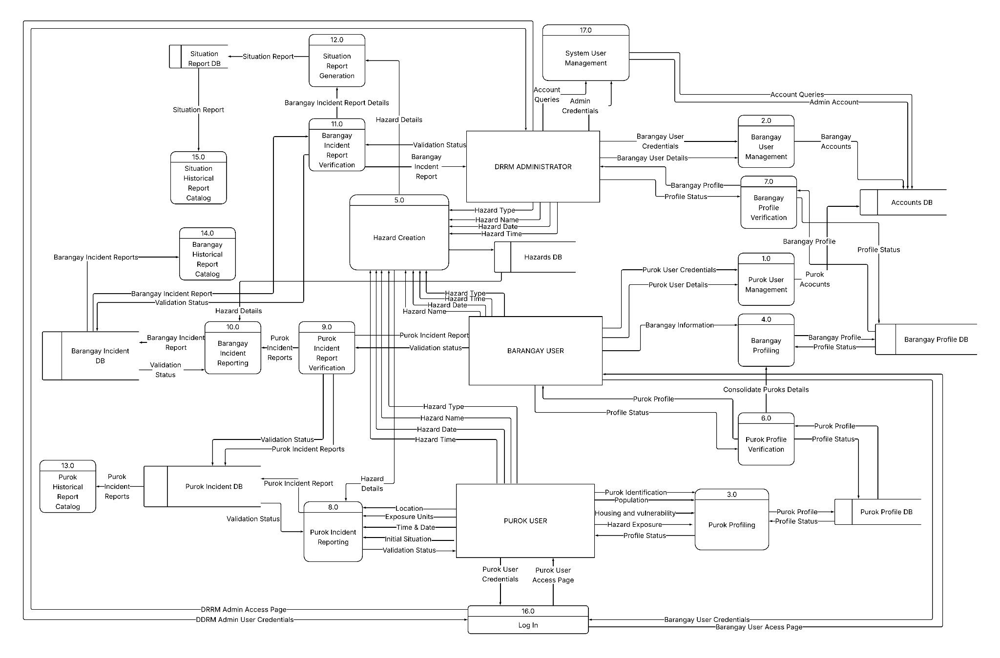 17.0
System User
Management
12.0
Situation
Report
Generation
Situation
Report DB
Situation Report
Account
Queries
Admin
Credentials
Account Queries
Admin Account
Barangay Incident Report Details
Situation Report
Hazard Details
11.0
Barangay
Incident
Report
Verification
2.0
Barangay
User
Management
Barangay User
Credentials
Barangay User Details
Barangay
Accounts
Validation Status
Barangay
Incdent
Report
DRRM ADMINISTRATOR
15.0
Situation
Historical
Report
Catalog
7.0
Barangay
Profile
Verification
Barangay Profile
Profile Status
Accounts DB
5.0
Hazard Creation
Hazard Type
Hazard Name
Hazard Date
Hazard Time
14.0
Barangay
Historical
Report
Catalog
Barangay Incident Reports
Hazards DB
Barangay Profile
Profile Status
1.0
Purok User
Management
Purok User Credentials
Purok User Details
Purok
Acocunts
Barangay Incident Report
Validation Status
Hazard Details
Hazard Type
Hazard Time
Hazard Date
Hazard Name
10.0
Barangay
Incident
Reporting
9.0
Purok
Incident
Report
Verification
4.0
Barangay
Profiling
Barangay Information
Barangay Profile
Profile Status
Barangay Profile DB
Barangay Incident
DB
Barangay Incident
Report
Validation
Status
Purok
Incident
Reports
Purok Incident Report
Validation status
BARANGAY USER
Consolidate Puroks Details
Purok Profile
Profile Status
6.0
Purok Profile
Verification
Purok Profile
Profile Status
Hazard Type
Hazard Name
Hazard Date
Hazard Time
Validation Status
Purok Incident Reports
13.0
Purok
Historical
Report
Catalog
Purok
Incident
Reports
Purok Incident DB
Purok Incident Report
Hazard
Details
Validation Status
8.0
Purok Incident
Reporting
Location
Exposure Units
Time & Date
Initial Situation
Validation Status
PUROK USER
Purok Identification
Population
Housing and vulnerability
Hazard Exposure
Profile Status
3.0
Purok Profiling
Purok Profile
Profile Status
Purok Profile DB
Purok User
Credentials
Purok User
Access Page
16.0
Log In
DRRM Admin Access Page
DDRM Admin User Credentials
Barangay User Credentials
Barangay User Acess Page